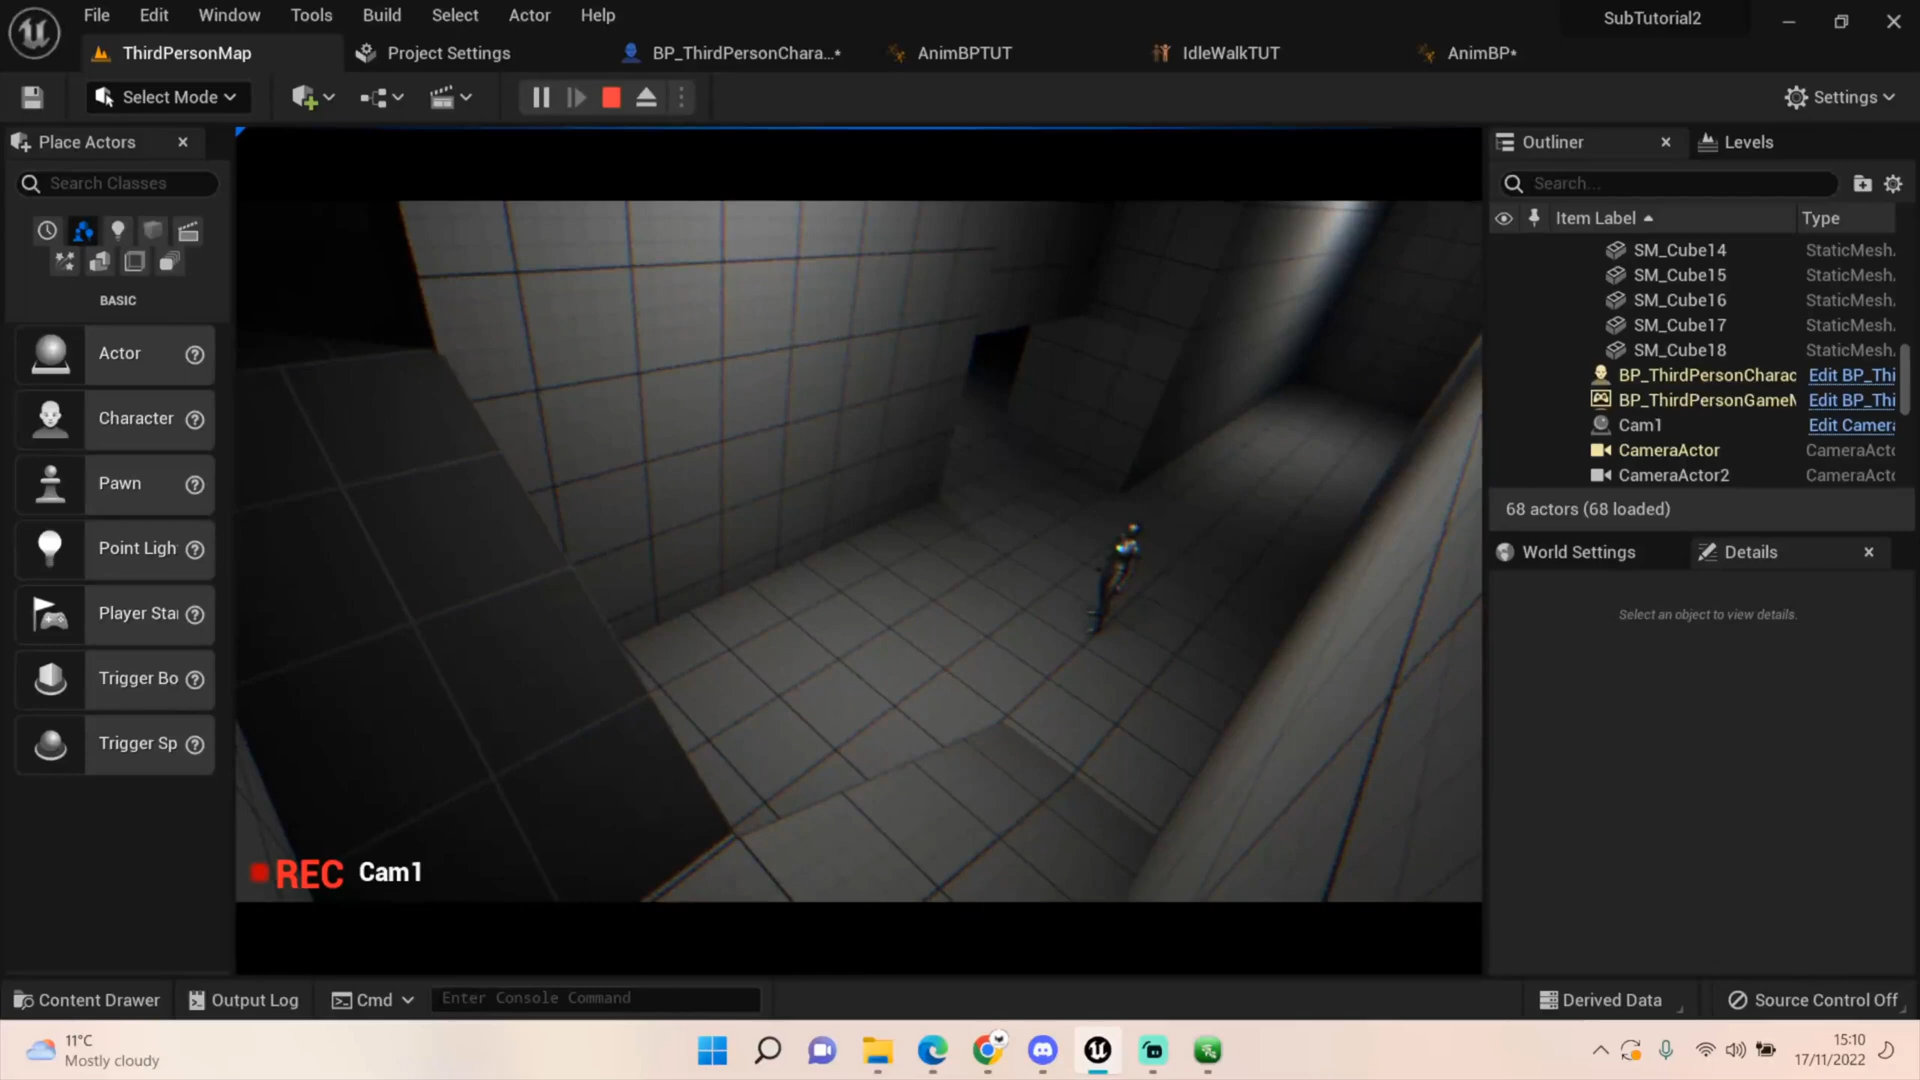 File Edit Window Tools Build Select Actor Help
SubTutorial2
ThirdPersonMap
Project Settings
BP_ThirdPersonChara...*
AnimBPTUT
IdleWalkTUT
AnimBP*
Select Mode
Settings
Place Actors
Search Classes
BASIC
Actor
Character
Pawn
Point Ligh
Player Sta
Trigger Bo
Trigger Sp
REC Cam1
Outliner
Levels
Search...
Item Label Type
SM_Cube14 StaticMesh.
SM_Cube15 StaticMesh.
SM_Cube16 StaticMesh.
SM_Cube17 StaticMesh.
SM_Cube18 StaticMesh.
BP_ThirdPersonCharac Edit BP_Thi
BP_ThirdPersonGameM Edit BP_Thi
Cam1 Edit Camera
CameraActor CameraActo
CameraActor2 CameraActo
68 actors (68 loaded)
World Settings
Details
Select an object to view details.
Content Drawer
Output Log
Cmd
Enter Console Command
Derived Data
Source Control Off
11°C
Mostly cloudy
15:10
17/11/2022